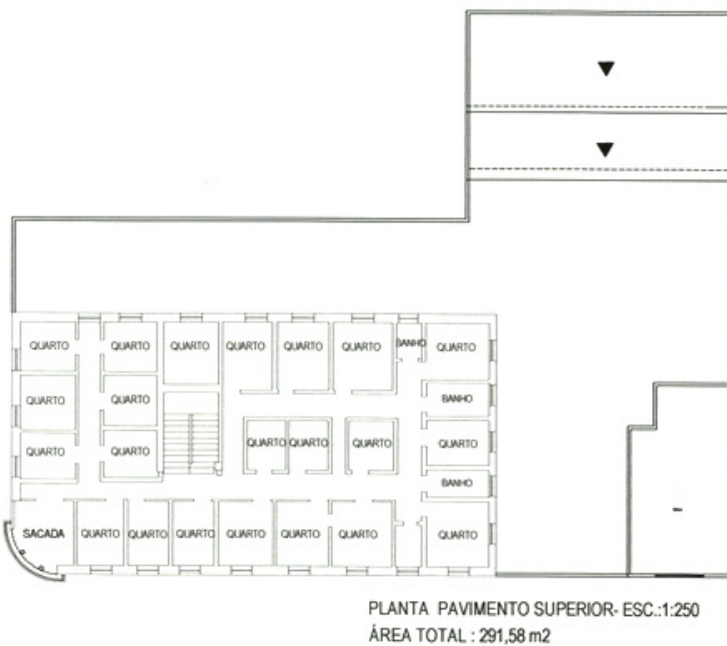 QUARTO QUARTO QUARTO QUARTO QUARTO QUARTO BANHO QUARTO
QUARTO QUARTO BANHO
QUARTO QUARTO QUARTO QUARTO QUARTO QUARTO
BANHO
SACADA QUARTO QUARTO QUARTO QUARTO QUARTO QUARTO QUARTO
PLANTA PAVIMENTO SUPERIOR- ESC.:1:250
ÁREA TOTAL : 291,58 m2